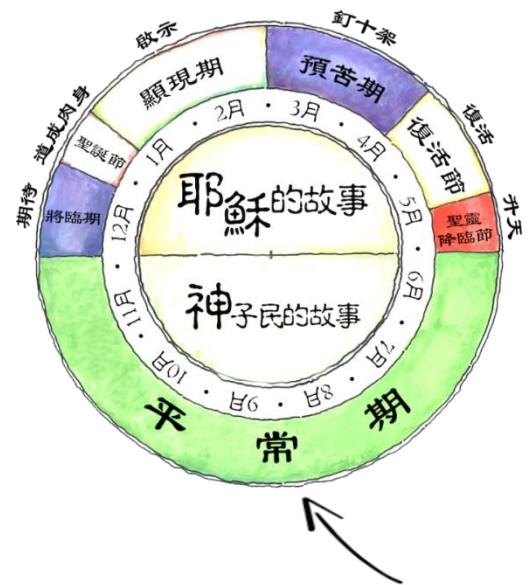 期待
道成肉身
啟示
釘十架
復活
升天
將臨期
聖誕節
顯現期
預苦期
復活節
聖靈
降臨節
平常期
12月 · 1月 · 2月 · 3月 · 4月 · 5月 · 6月 · 7月 · 8月 · 9月 · 10月 · 11月
耶穌的故事
神子民的故事